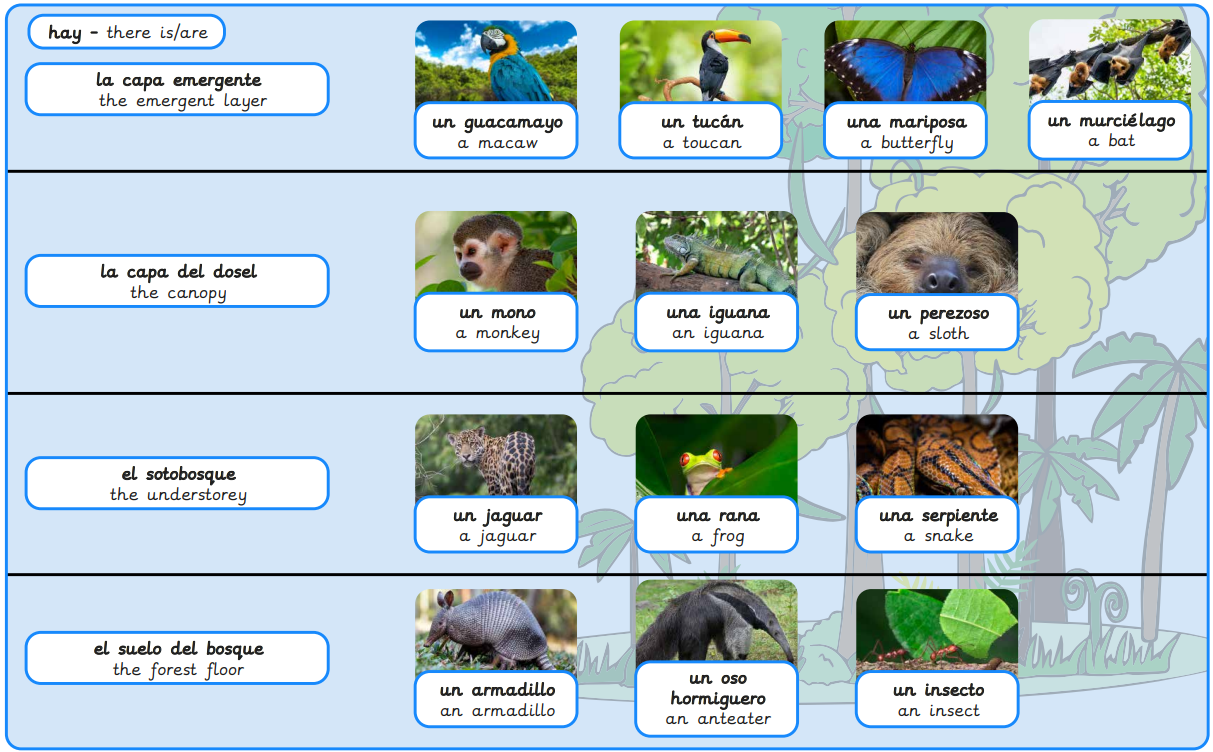 hay - there is/are
la capa emergente
the emergent layer
un guacamayo
a macaw
un tucán
a toucan
una mariposa
a butterfly
un murciélago
a bat
la capa del dosel
the canopy
un mono
a monkey
una iguana
an iguana
un perezoso
a sloth
el sotobosque
the understorey
un jaguar
a jaguar
una rana
a frog
una serpiente
a snake
el suelo del bosque
the forest floor
un armadillo
an armadillo
un oso
hormiguero
an anteater
un insecto
an insect